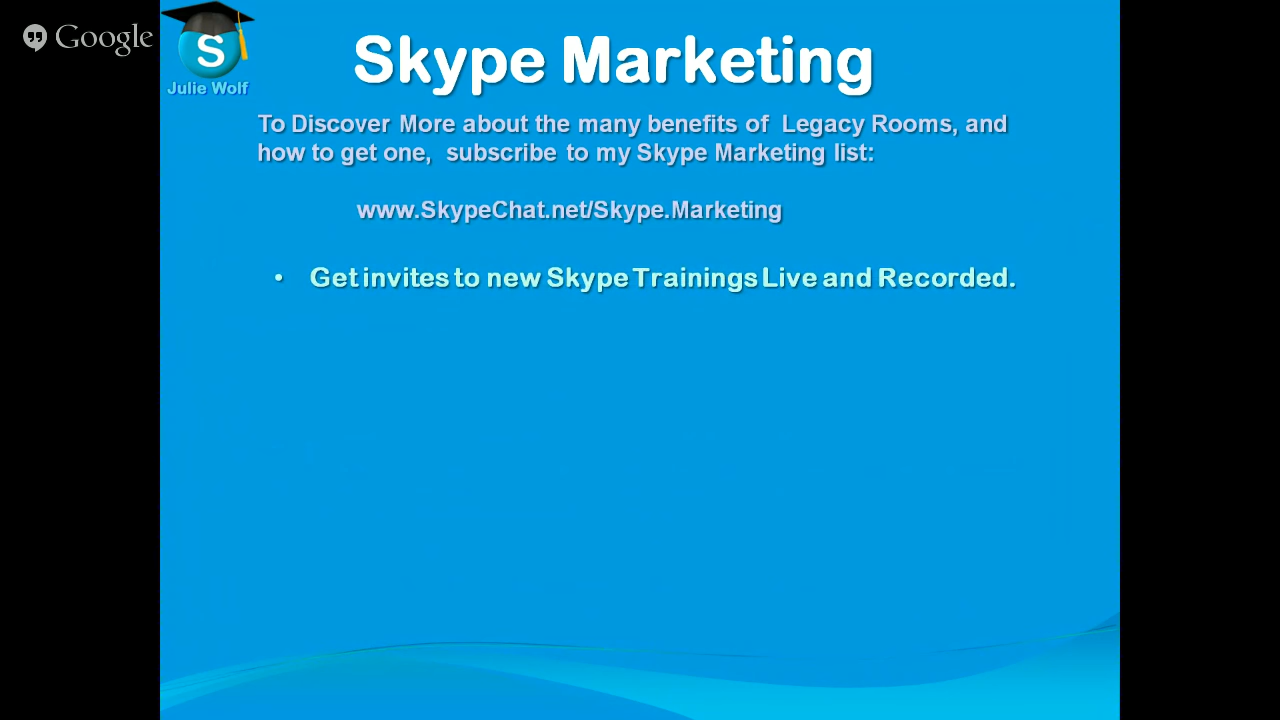 Google
S
Julie Wolf
Skype Marketing
To Discover More about the many benefits of Legacy Rooms, and
how to get one, subscribe to my Skype Marketing list:
www.SkypeChat.net/Skype.Marketing
• Get invites to new Skype Trainings Live and Recorded.